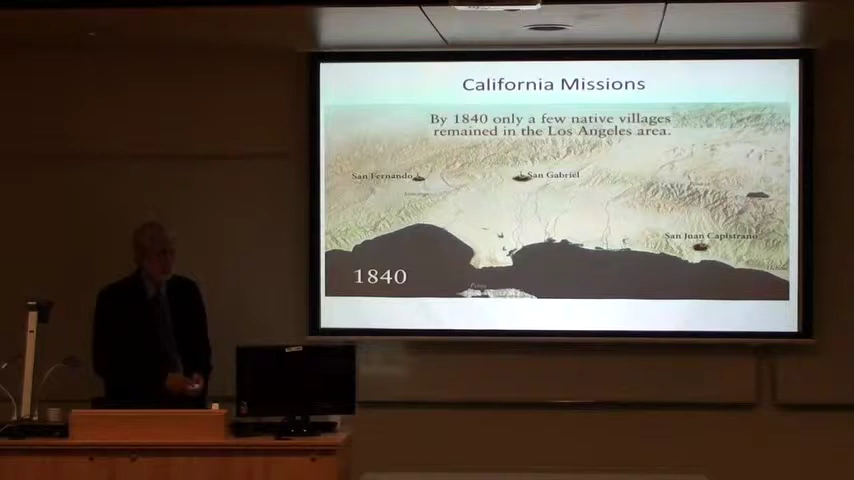 California Missions
By 1840 only a few native villages
remained in the Los Angeles area.
San Fernando
San Gabriel
San Juan Capistrano
1840